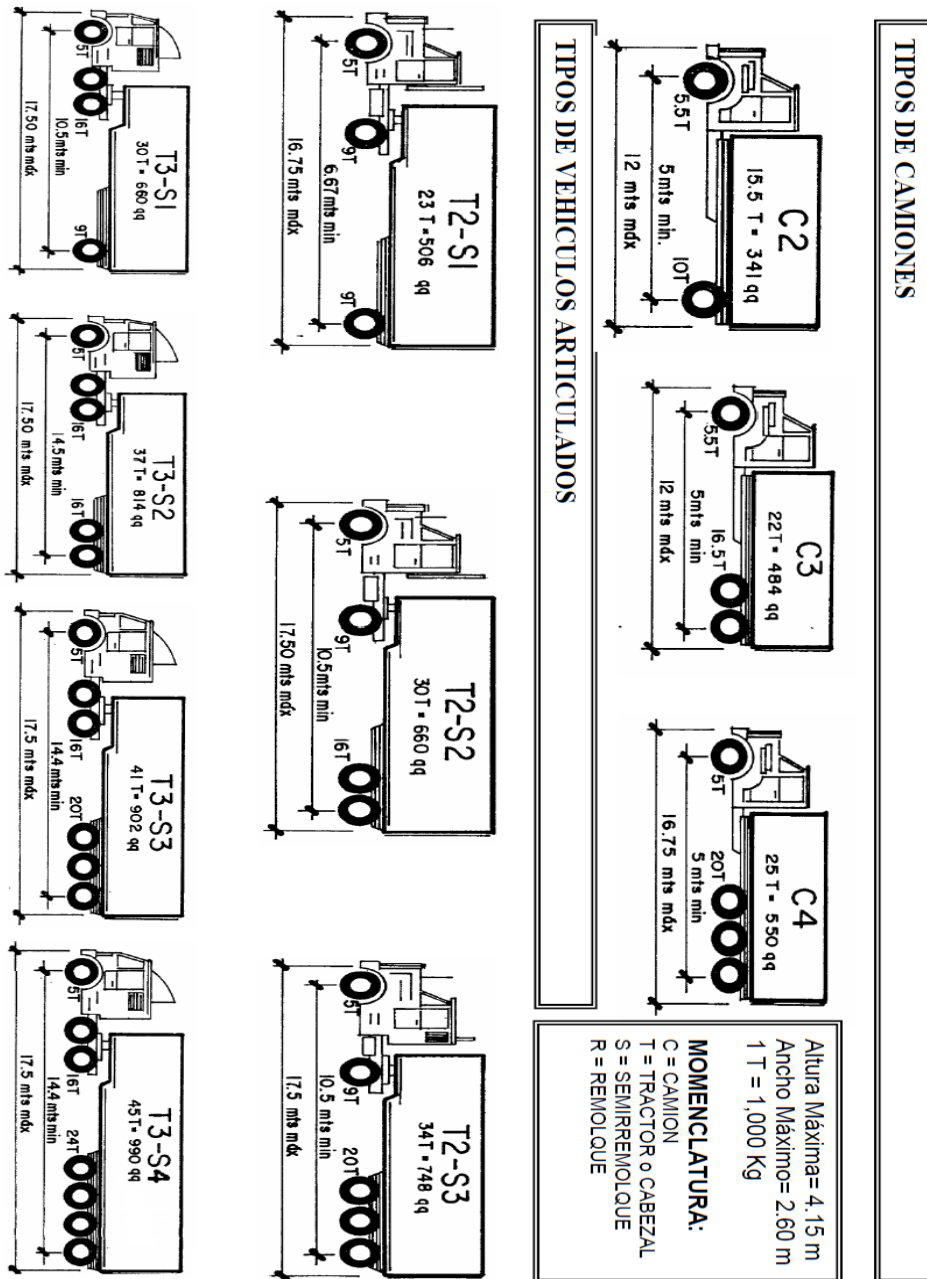 TIPOS DE CAMIONES
C2
15.5 T = 341 qq
5.5T
10T
5mts min.
12 mts máx
C3
22T = 484 qq
5.5T
16.5T
5mts min
12 mts máx
C4
25 T = 550 qq
5T
20T
5 mts min
16.75 mts máx
Altura Máxima= 4.15 m
Ancho Máximo= 2.60 m
1 T = 1,000 Kg
MOMENCLATURA:
C = CAMION
T = TRACTOR o CABEZAL
S = SEMIRREMOLQUE
R = REMOLQUE
TIPOS DE VEHICULOS ARTICULADOS
T2-S1
23 T = 506 qq
5T
9T
9T
6.67mts min
16.75 mts máx
T2-S2
30T = 660 qq
5T
9T
16T
10.5mts min
17.50 mts máx
T2-S3
34T = 748 qq
5T
9T
20T
10.5 mts min
17.5 mts máx
T3-S1
30T = 660 qq
5T
16T
9T
10.5mts min
17.50 mts máx
T3-S2
37T = 814 qq
5T
16T
16T
14.5 mts min
17.50 mts máx
T3-S3
41T = 902 qq
5T
16T
20T
14.4 mts min
17.5 mts máx
T3-S4
45T = 990 qq
5T
16T
24T
14.4 mts min
17.5 mts máx